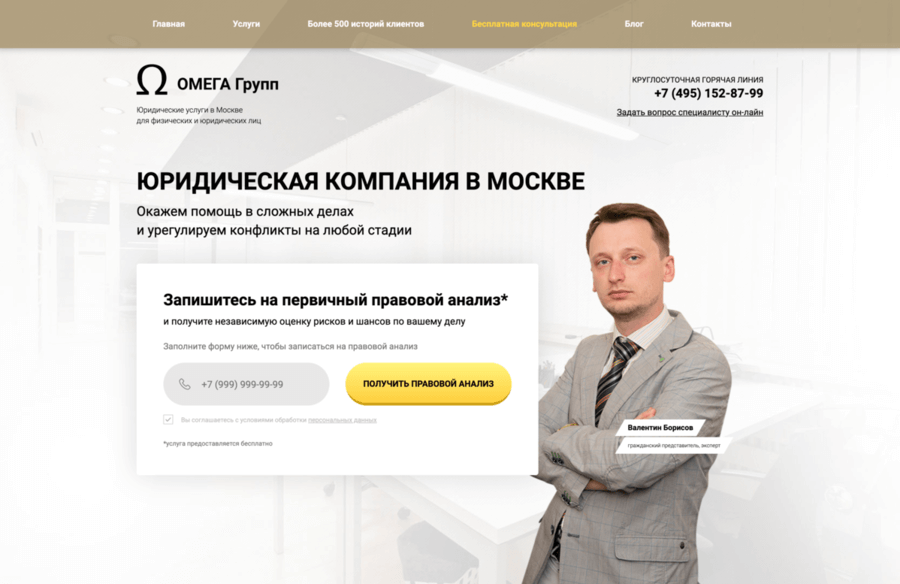 Главная
Услуги
Более 500 историй клиентов
Бесплатная консультация
Блог
Контакты
Ω ОМЕГА Групп
Юридические услуги в Москве
для физических и юридических лиц
КРУГЛОСУТОЧНАЯ ГОРЯЧАЯ ЛИНИЯ
+7 (495) 152-87-99
Задать вопрос специалисту он-лайн
ЮРИДИЧЕСКАЯ КОМПАНИЯ В МОСКВЕ
Окажем помощь в сложных делах
и урегулируем конфликты на любой стадии
Запишитесь на первичный правовой анализ*
и получите независимую оценку рисков и шансов по вашему делу
Заполните форму ниже, чтобы записаться на правовой анализ
+7 (999) 999-99-99
ПОЛУЧИТЬ ПРАВОВОЙ АНАЛИЗ
Вы соглашаетесь с условиями обработки персональных данных
*услуга предоставляется бесплатно
Валентин Борисов
гражданский представитель, эксперт